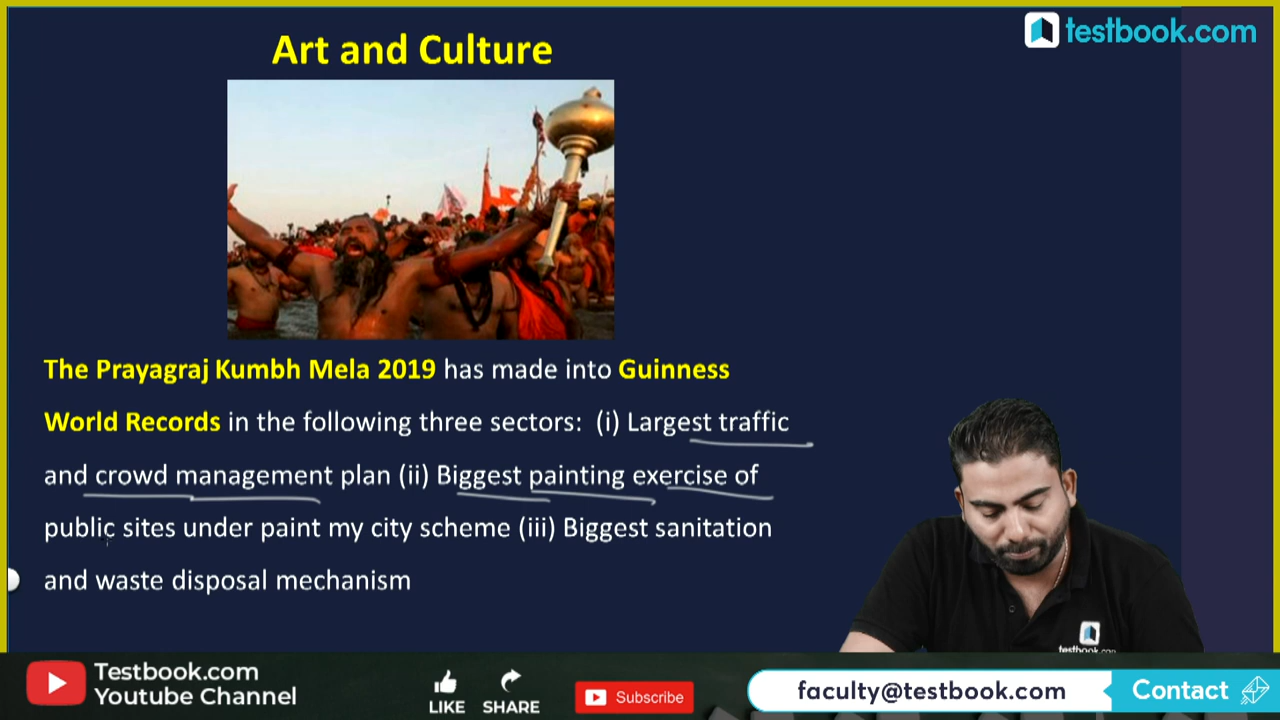 Art and Culture
testbook.com
The Prayagraj Kumbh Mela 2019 has made into Guinness
World Records in the following three sectors: (i) Largest traffic
and crowd management plan (ii) Biggest painting exercise of
public sites under paint my city scheme (iii) Biggest sanitation
and waste disposal mechanism
testbook.com
Testbook.com
Youtube Channel
LIKE
SHARE
Subscribe
faculty@testbook.com
Contact